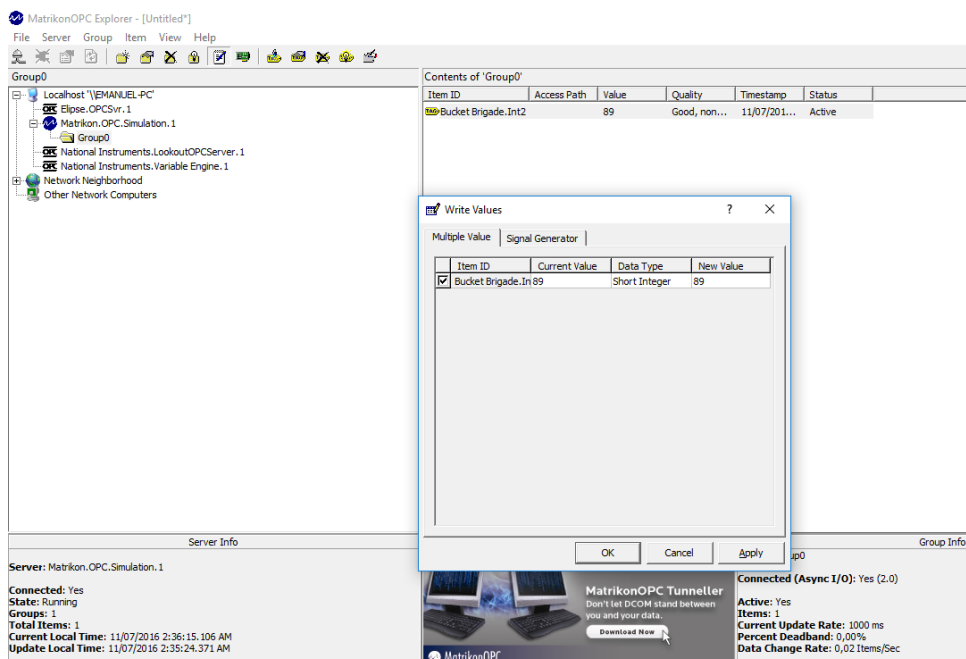 MatrikonOPC Explorer - [Untitled*]
File Server Group Item View Help
Group0
Localhost '\\EMANUEL-PC'
OPC Elipse.OPCSvr.1
Matrikon.OPC.Simulation.1
Group0
OPC National Instruments.LookoutOPCServer.1
OPC National Instruments.Variable Engine.1
Network Neighborhood
Other Network Computers
Contents of 'Group0'
Item ID Access Path Value Quality Timestamp Status
TAG Bucket Brigade.Int2 89 Good, non... 11/07/201... Active
Write Values ?
Multiple Value Signal Generator
Item ID Current Value Data Type New Value
Bucket Brigade.In 89 Short Integer 89
OK Cancel Apply
Server Info
Server: Matrikon.OPC.Simulation.1
Connected: Yes
State: Running
Groups: 1
Total Items: 1
Current Local Time: 11/07/2016 2:36:15.106 AM
Update Local Time: 11/07/2016 2:35:24.371 AM
MatrikonOPC Tunneller
Don't let DCOM stand between
you and your data.
Download Now
MatrikonOPC
Group Info
up0
Connected (Async I/O): Yes (2.0)
Active: Yes
Items: 1
Current Update Rate: 1000 ms
Percent Deadband: 0,00%
Data Change Rate: 0,02 Items/Sec